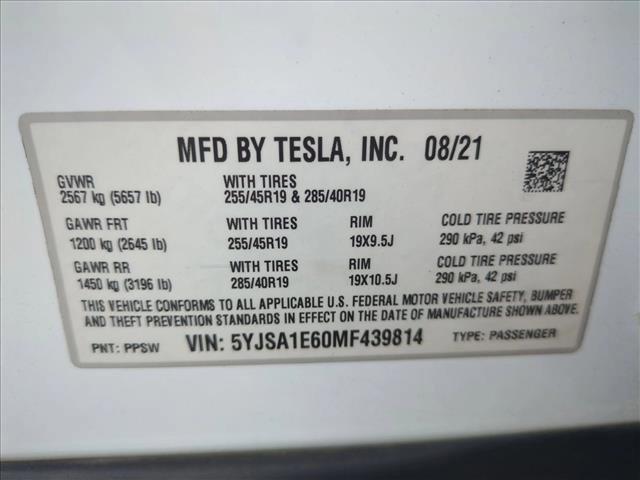 MFD BY TESLA, INC. 08/21
GVWR WITH TIRES
2567 kg (5657 lb) 255/45R19 & 285/40R19
GAWR FRT WITH TIRES RIM COLD TIRE PRESSURE
1200 kg (2645 lb) 255/45R19 19X9.5J 290 kPa, 42 psi
GAWR RR WITH TIRES RIM COLD TIRE PRESSURE
1450 kg (3196 lb) 285/40R19 19X10.5J 290 kPa, 42 psi
THIS VEHICLE CONFORMS TO ALL APPLICABLE U.S. FEDERAL MOTOR VEHICLE SAFETY, BUMPER
AND THEFT PREVENTION STANDARDS IN EFFECT ON THE DATE OF MANUFACTURE SHOWN ABOVE.
PNT: PPSW VIN: 5YJSA1E60MF439814 TYPE: PASSENGER